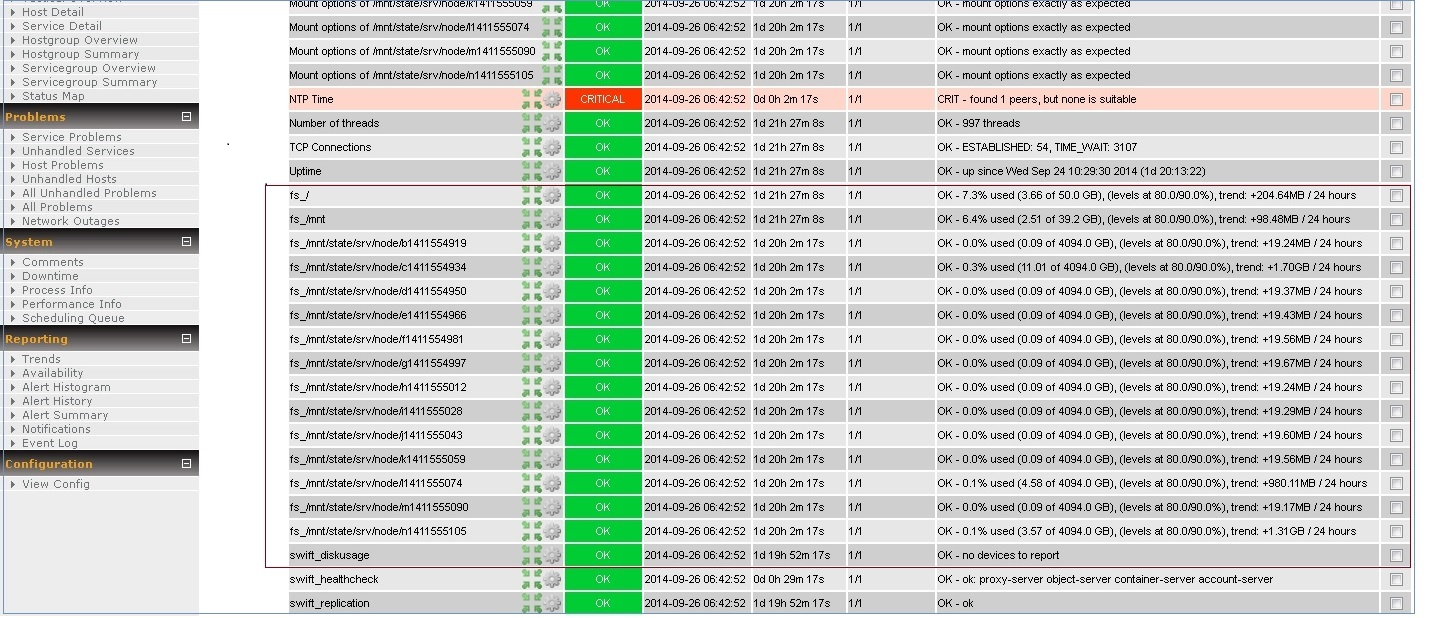 Host Detail
Service Detail
Hostgroup Overview
Hostgroup Summary
Servicegroup Overview
Servicegroup Summary
Status Map
Problems
Service Problems
Unhandled Services
Host Problems
Unhandled Hosts
All Unhandled Problems
All Problems
Network Outages
System
Comments
Downtime
Process Info
Performance Info
Scheduling Queue
Reporting
Trends
Availability
Alert Histogram
Alert History
Alert Summary
Notifications
Event Log
Configuration
View Config
Mount options of /mnt/state/srv/node/k1411555059 OK 2014-09-26 06:42:52 1d 20h 2m 17s 1/1 OK - mount options exactly as expected
Mount options of /mnt/state/srv/node/l1411555074 OK 2014-09-26 06:42:52 1d 20h 2m 17s 1/1 OK - mount options exactly as expected
Mount options of /mnt/state/srv/node/m1411555090 OK 2014-09-26 06:42:52 1d 20h 2m 17s 1/1 OK - mount options exactly as expected
Mount options of /mnt/state/srv/node/n1411555105 OK 2014-09-26 06:42:52 1d 20h 2m 17s 1/1 OK - mount options exactly as expected
NTP Time CRITICAL 2014-09-26 06:42:52 0d 0h 2m 17s 1/1 CRIT - found 1 peers, but none is suitable
Number of threads OK 2014-09-26 06:42:52 1d 21h 27m 8s 1/1 OK - 997 threads
TCP Connections OK 2014-09-26 06:42:52 1d 21h 27m 8s 1/1 OK - ESTABLISHED: 54, TIME_WAIT: 3107
Uptime OK 2014-09-26 06:42:52 1d 21h 27m 8s 1/1 OK - up since Wed Sep 24 10:29:30 2014 (1d 20:13:22)
fs_/ OK 2014-09-26 06:42:52 1d 21h 27m 8s 1/1 OK - 7.3% used (3.66 of 50.0 GB), (levels at 80.0/90.0%), trend: +204.64MB / 24 hours
fs_/mnt OK 2014-09-26 06:42:52 1d 21h 27m 8s 1/1 OK - 6.4% used (2.51 of 39.2 GB), (levels at 80.0/90.0%), trend: +98.48MB / 24 hours
fs_/mnt/state/srv/node/b1411554919 OK 2014-09-26 06:42:52 1d 20h 2m 17s 1/1 OK - 0.0% used (0.09 of 4094.0 GB), (levels at 80.0/90.0%), trend: +19.24MB / 24 hours
fs_/mnt/state/srv/node/c1411554934 OK 2014-09-26 06:42:52 1d 20h 2m 17s 1/1 OK - 0.3% used (11.01 of 4094.0 GB), (levels at 80.0/90.0%), trend: +1.70GB / 24 hours
fs_/mnt/state/srv/node/d1411554950 OK 2014-09-26 06:42:52 1d 20h 2m 17s 1/1 OK - 0.0% used (0.09 of 4094.0 GB), (levels at 80.0/90.0%), trend: +19.37MB / 24 hours
fs_/mnt/state/srv/node/e1411554966 OK 2014-09-26 06:42:52 1d 20h 2m 17s 1/1 OK - 0.0% used (0.09 of 4094.0 GB), (levels at 80.0/90.0%), trend: +19.43MB / 24 hours
fs_/mnt/state/srv/node/f1411554981 OK 2014-09-26 06:42:52 1d 20h 2m 17s 1/1 OK - 0.0% used (0.09 of 4094.0 GB), (levels at 80.0/90.0%), trend: +19.56MB / 24 hours
fs_/mnt/state/srv/node/g1411554997 OK 2014-09-26 06:42:52 1d 20h 2m 17s 1/1 OK - 0.0% used (0.09 of 4094.0 GB), (levels at 80.0/90.0%), trend: +19.67MB / 24 hours
fs_/mnt/state/srv/node/h1411555012 OK 2014-09-26 06:42:52 1d 20h 2m 17s 1/1 OK - 0.0% used (0.09 of 4094.0 GB), (levels at 80.0/90.0%), trend: +19.24MB / 24 hours
fs_/mnt/state/srv/node/i1411555028 OK 2014-09-26 06:42:52 1d 20h 2m 17s 1/1 OK - 0.0% used (0.09 of 4094.0 GB), (levels at 80.0/90.0%), trend: +19.29MB / 24 hours
fs_/mnt/state/srv/node/j1411555043 OK 2014-09-26 06:42:52 1d 20h 2m 17s 1/1 OK - 0.0% used (0.09 of 4094.0 GB), (levels at 80.0/90.0%), trend: +19.60MB / 24 hours
fs_/mnt/state/srv/node/k1411555059 OK 2014-09-26 06:42:52 1d 20h 2m 17s 1/1 OK - 0.0% used (0.09 of 4094.0 GB), (levels at 80.0/90.0%), trend: +19.56MB / 24 hours
fs_/mnt/state/srv/node/l1411555074 OK 2014-09-26 06:42:52 1d 20h 2m 17s 1/1 OK - 0.1% used (4.58 of 4094.0 GB), (levels at 80.0/90.0%), trend: +980.11MB / 24 hours
fs_/mnt/state/srv/node/m1411555090 OK 2014-09-26 06:42:52 1d 20h 2m 17s 1/1 OK - 0.0% used (0.09 of 4094.0 GB), (levels at 80.0/90.0%), trend: +19.17MB / 24 hours
fs_/mnt/state/srv/node/n1411555105 OK 2014-09-26 06:42:52 1d 20h 2m 17s 1/1 OK - 0.1% used (3.57 of 4094.0 GB), (levels at 80.0/90.0%), trend: +1.31GB / 24 hours
swift_diskusage OK 2014-09-26 06:42:52 1d 19h 52m 17s 1/1 OK - no devices to report
swift_healthcheck OK 2014-09-26 06:42:52 0d 0h 29m 17s 1/1 OK - ok: proxy-server object-server container-server account-server
swift_replication OK 2014-09-26 06:42:52 1d 19h 52m 17s 1/1 OK - ok